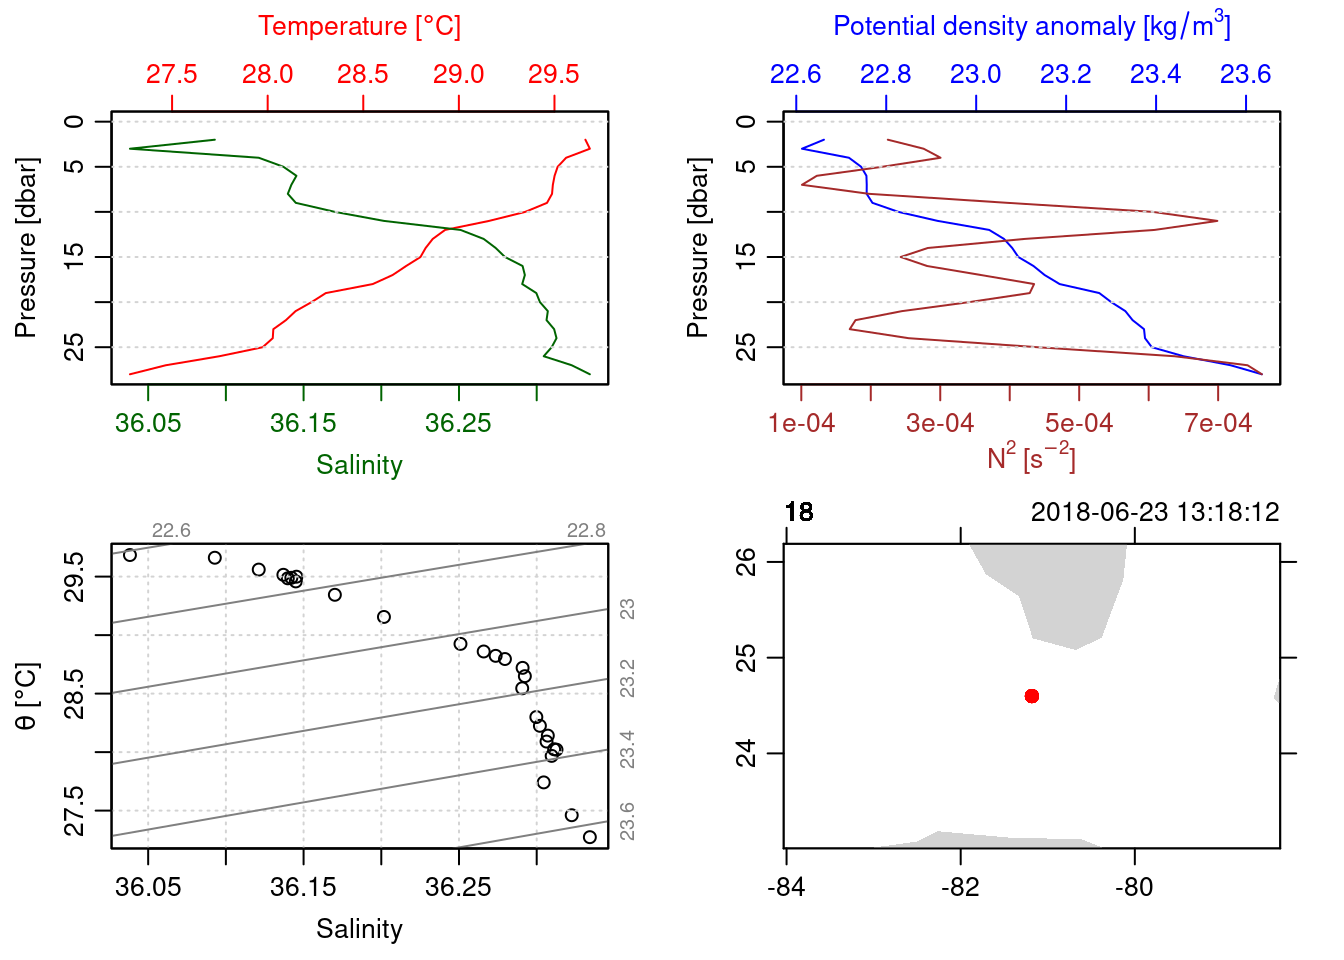 Temperature [°C]
27.5 28.0 28.5 29.0 29.5
Pressure [dbar]
0 5 15 25
36.05 36.15 36.25
Salinity
Potential density anomaly [kg/m³]
22.6 22.8 23.0 23.2 23.4 23.6
Pressure [dbar]
0 5 15 25
1e-04 3e-04 5e-04 7e-04
N² [s⁻²]
22.6 22.8
23
23.2
23.4
23.6
θ [°C]
29.5 28.5 27.5
36.05 36.15 36.25
Salinity
18 2018-06-23 13:18:12
26 25 24
-84 -82 -80